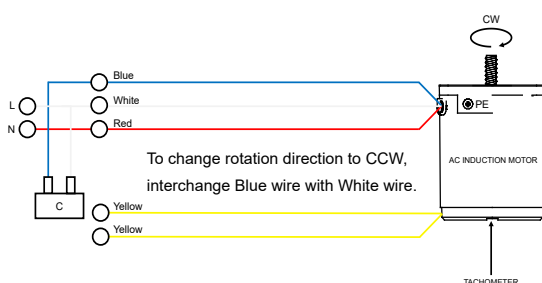 CW
Blue
L
White
PE
N
Red
To change rotation direction to CCW,
interchange Blue wire with White wire.
AC INDUCTION MOTOR
C
Yellow
Yellow
TACHOMETER